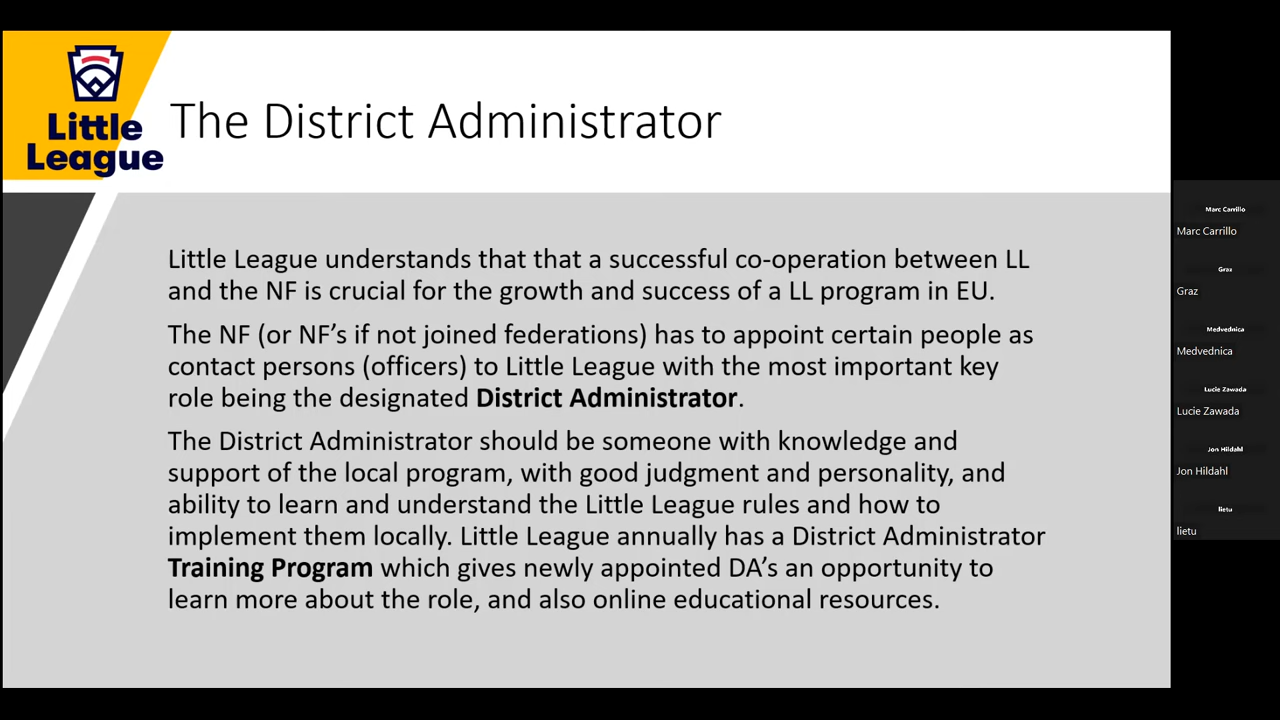 Little
League
The District Administrator
Little League understands that that a successful co-operation between LL
and the NF is crucial for the growth and success of a LL program in EU.
The NF (or NF's if not joined federations) has to appoint certain people as
contact persons (officers) to Little League with the most important key
role being the designated District Administrator.
The District Administrator should be someone with knowledge and
support of the local program, with good judgment and personality, and
ability to learn and understand the Little League rules and how to
implement them locally. Little League annually has a District Administrator
Training Program which gives newly appointed DA's an opportunity to
learn more about the role, and also online educational resources.
Marc Carrillo
Marc Carrillo
Graz
Graz
Medvednica
Medvednica
Lucie Zawada
Lucie Zawada
Jon Hildahl
Jon Hildahl
lietu
lietu